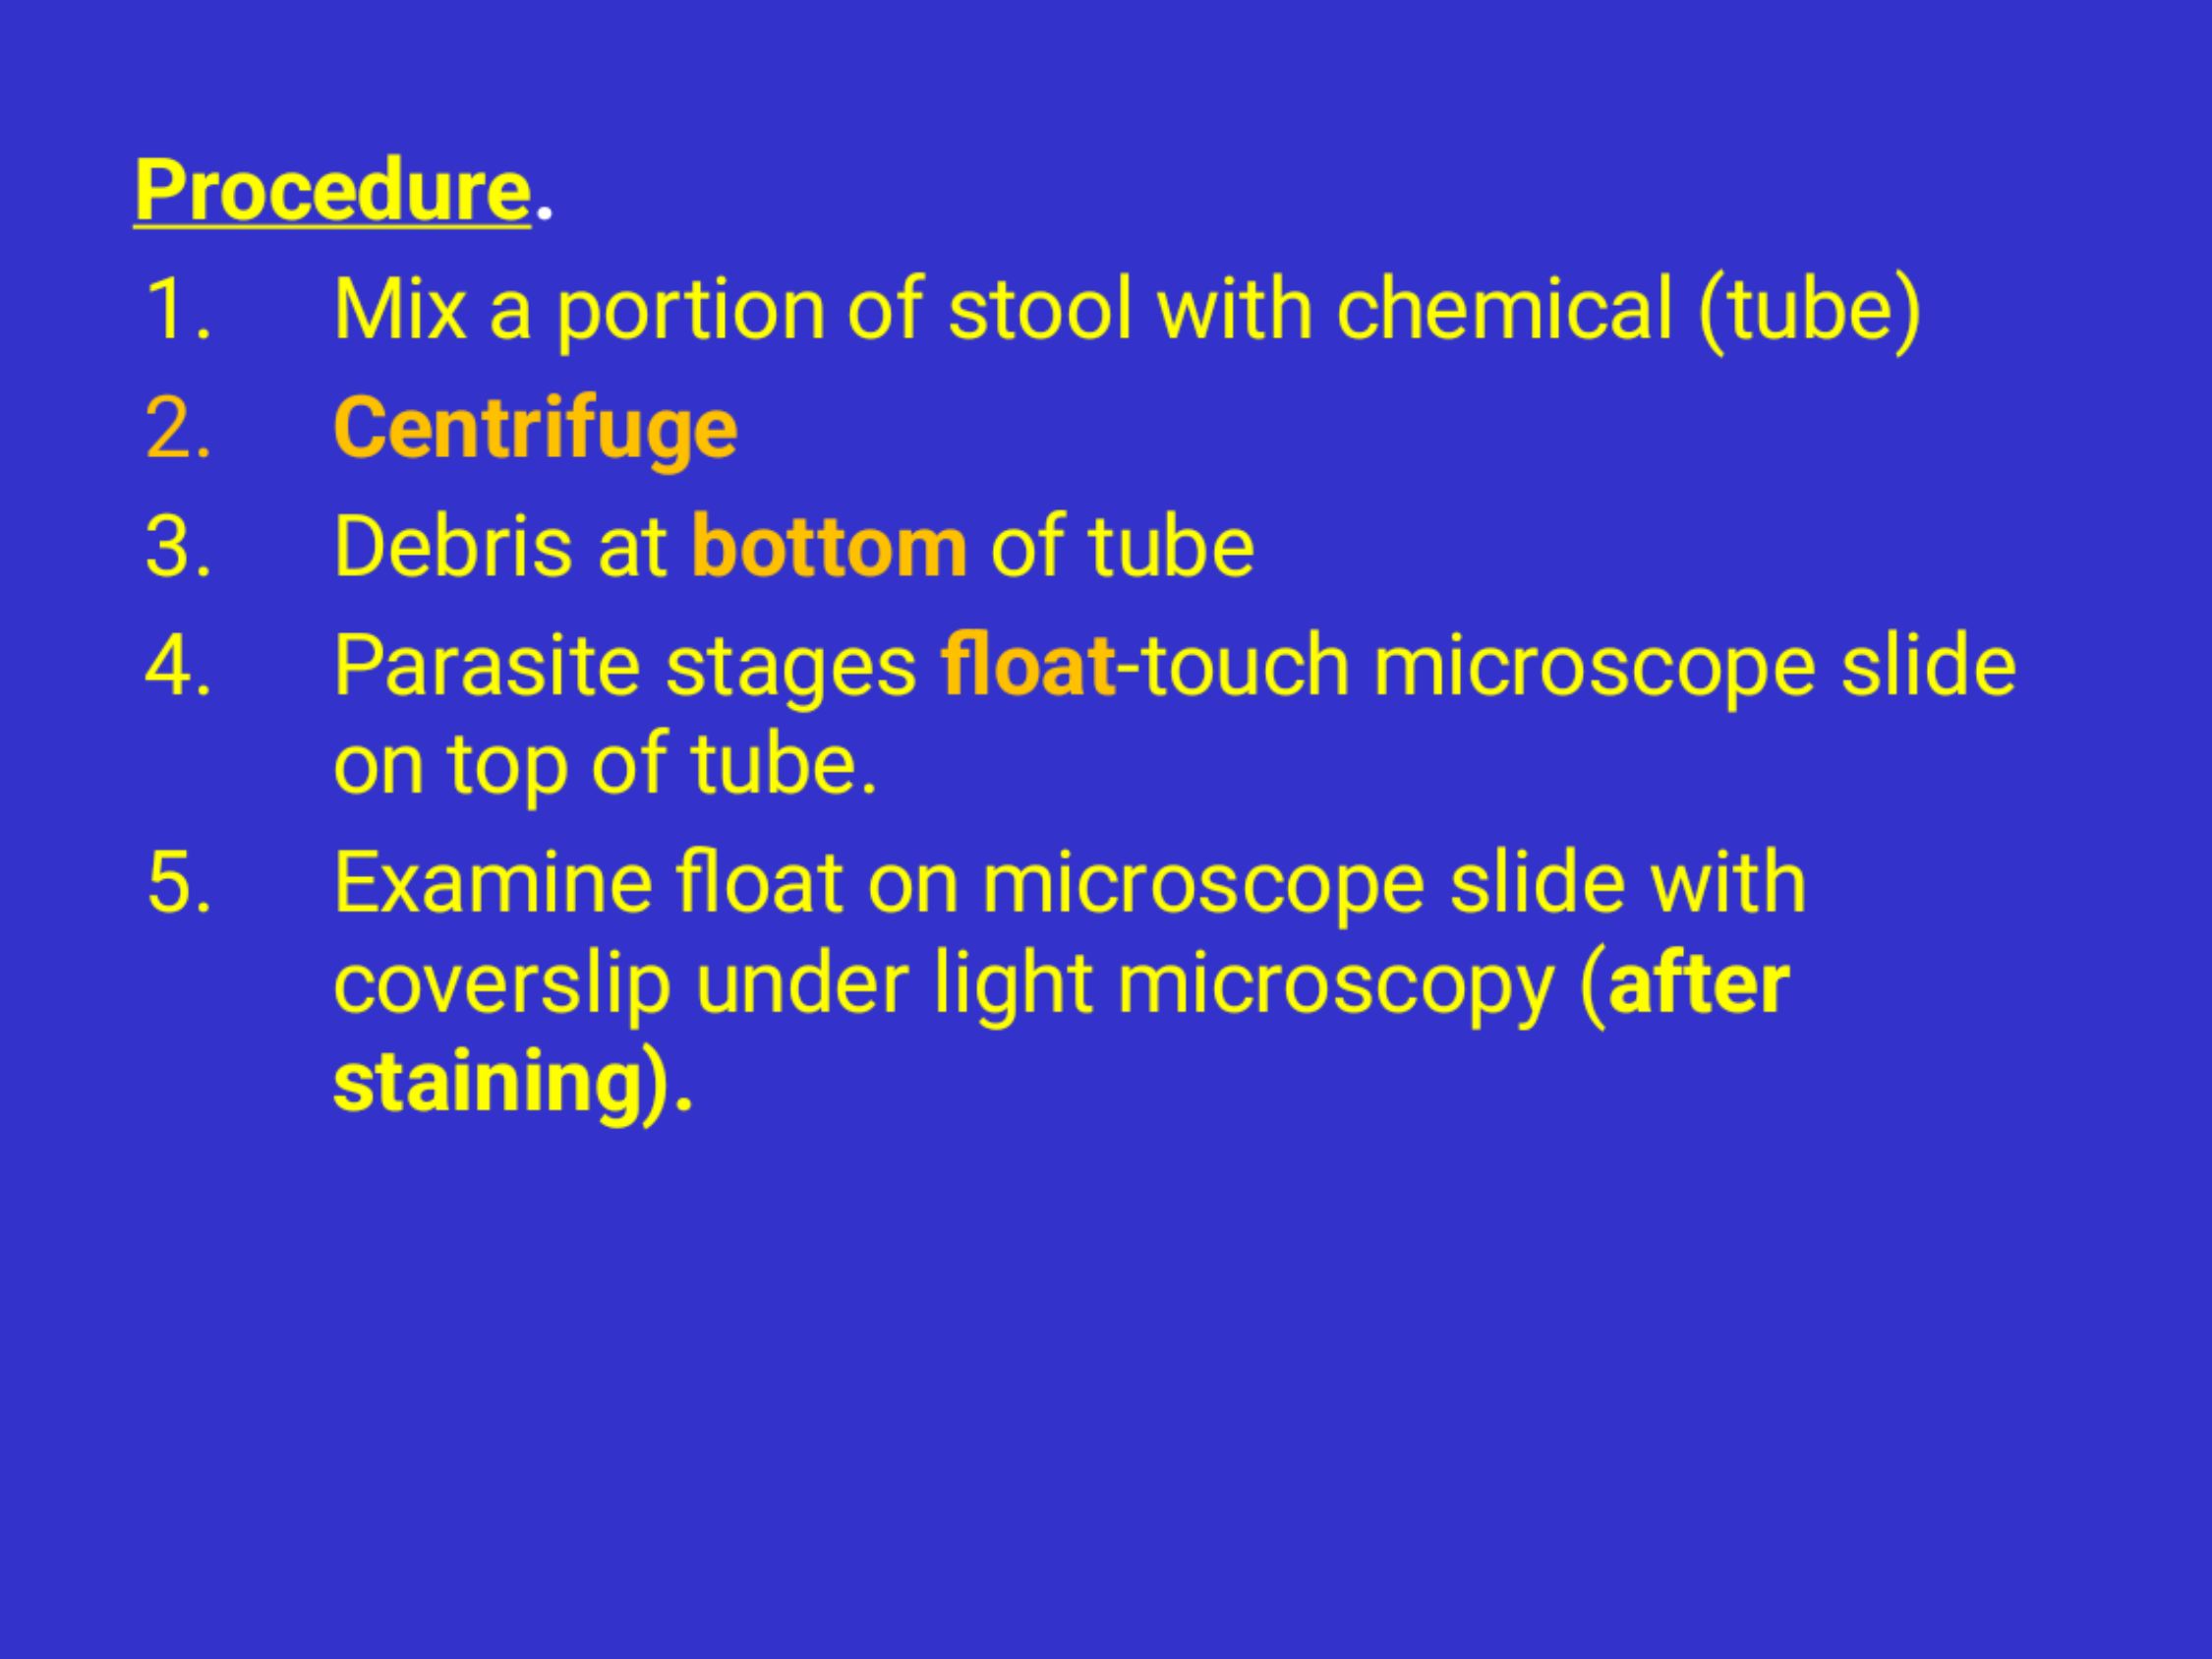 Procedure.
1. Mix a portion of stool with chemical (tube)
2. Centrifuge
3. Debris at bottom of tube
4. Parasite stages float-touch microscope slide
on top of tube.
5. Examine float on microscope slide with
coverslip under light microscopy (after
staining).